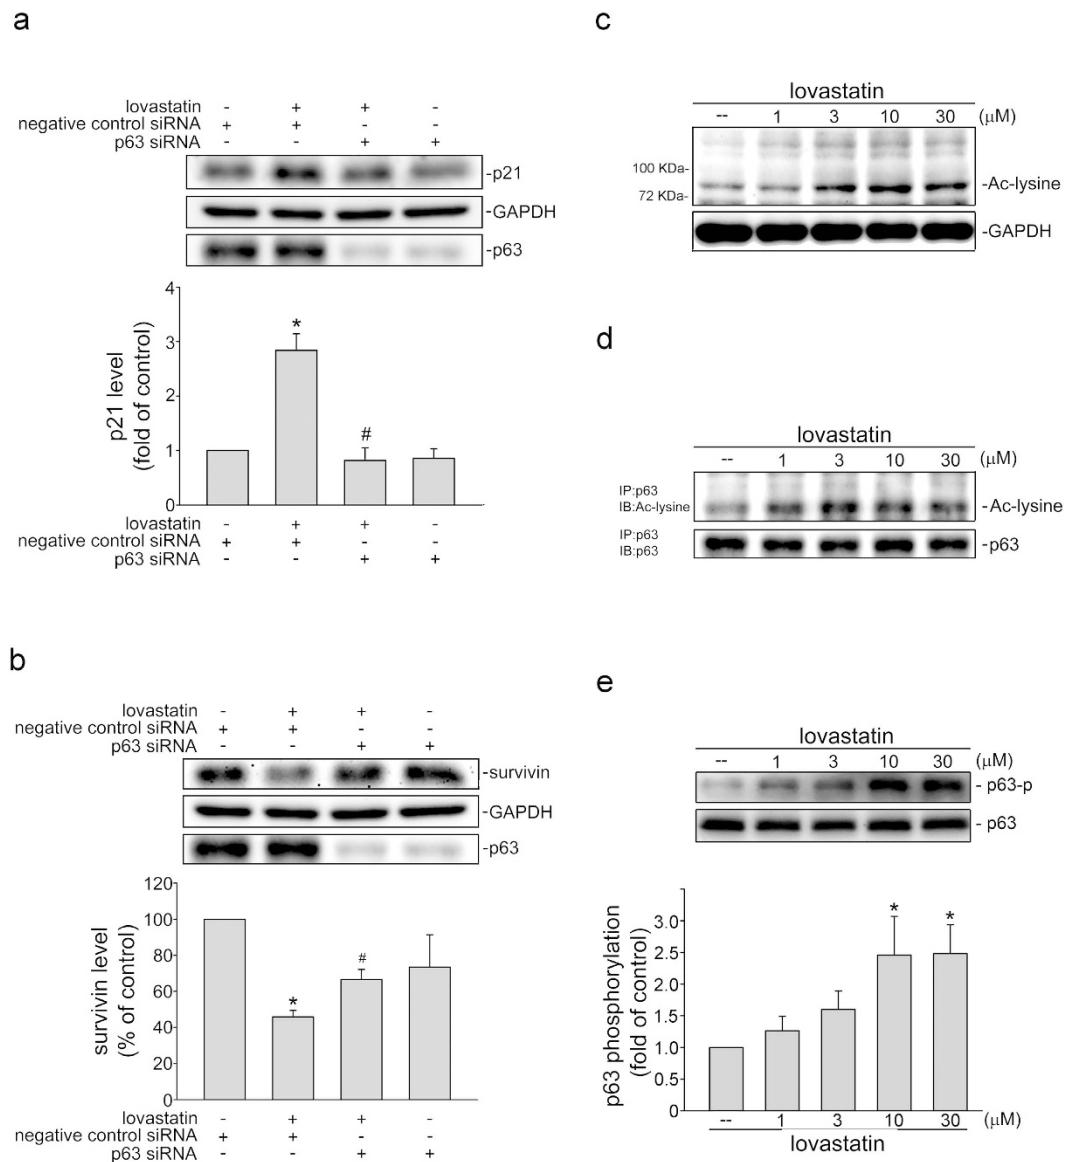 a
lovastatin - + + -
negative control siRNA + + - -
p63 siRNA - - + +
-p21
-GAPDH
-p63
4
3
2
1
0
p21 level
(fold of control)
*
#
lovastatin - + + -
negative control siRNA + + - -
p63 siRNA - - + +
b
lovastatin - + + -
negative control siRNA + + - -
p63 siRNA - - + +
-survivin
-GAPDH
-p63
120
100
80
60
40
20
0
survivin level
(% of control)
*
#
lovastatin - + + -
negative control siRNA + + - -
p63 siRNA - - + +
c
lovastatin
-- 1 3 10 30 (μM)
100 KDa-
72 KDa-
-Ac-lysine
-GAPDH
d
lovastatin
-- 1 3 10 30 (μM)
IP:p63
IB:Ac-lysine
-Ac-lysine
IP:p63
IB:p63
-p63
e
lovastatin
-- 1 3 10 30 (μM)
- p63-p
- p63
3.0
2.5
2.0
1.5
1.0
0.5
0.0
p63 phosphorylation
(fold of control)
* *
-- 1 3 10 30 (μM)
lovastatin